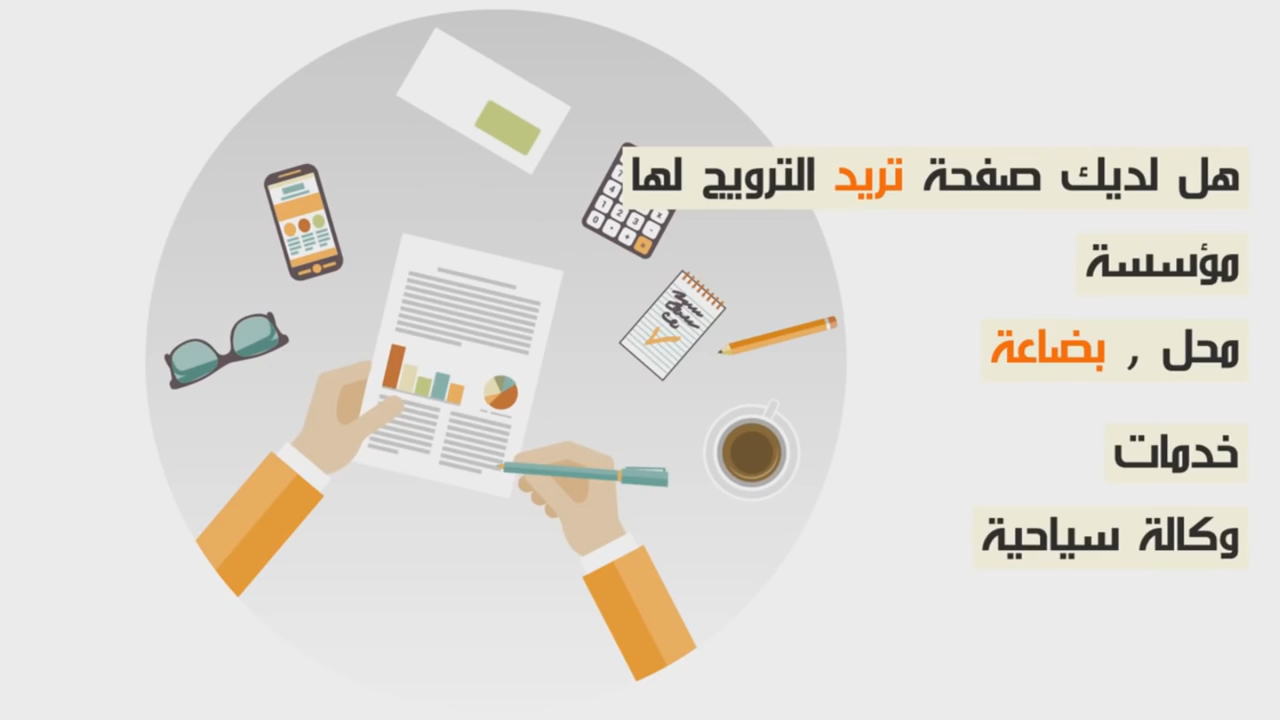 هل لديك صفحة تريد الترويج لها
مؤسسة
محل , بضاعة
خدمات
وكالة سياحية